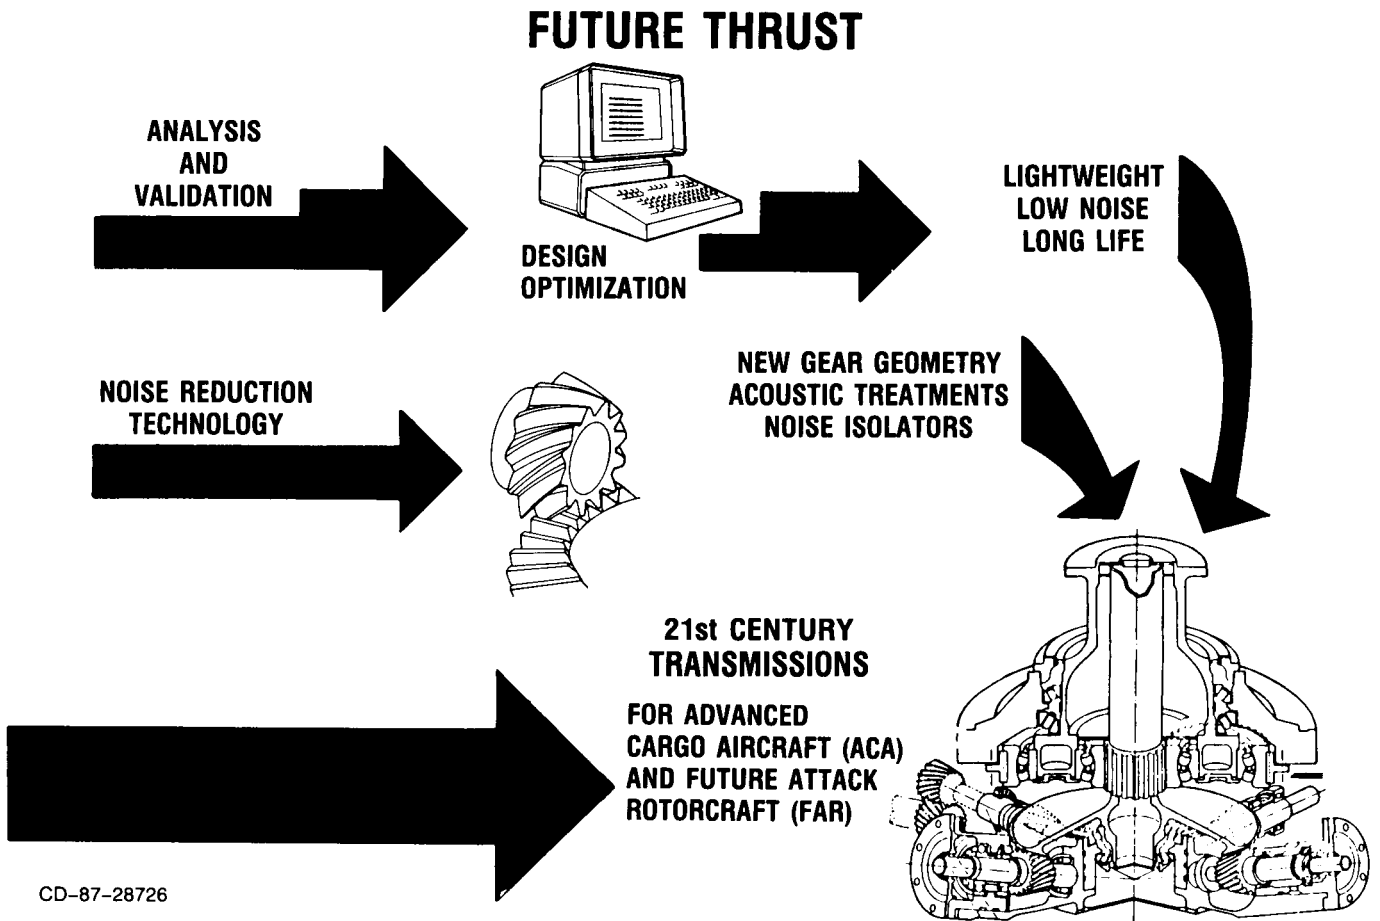 FUTURE THRUST
ANALYSIS
AND
VALIDATION
DESIGN
OPTIMIZATION
LIGHTWEIGHT
LOW NOISE
LONG LIFE
NOISE REDUCTION
TECHNOLOGY
NEW GEAR GEOMETRY
ACOUSTIC TREATMENTS
NOISE ISOLATORS
21st CENTURY
TRANSMISSIONS
FOR ADVANCED
CARGO AIRCRAFT (ACA)
AND FUTURE ATTACK
ROTORCRAFT (FAR)
CD-87-28726